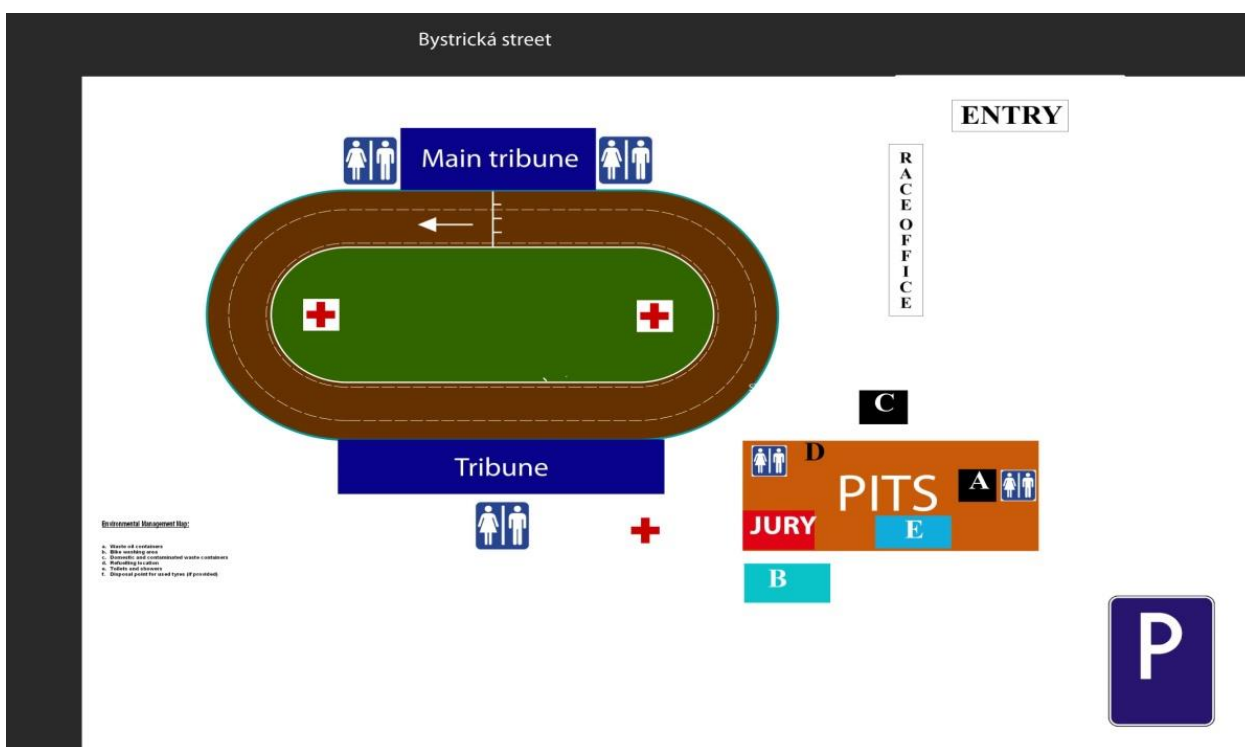 Bystrická street
ENTRY
Main tribune
RACE OFFICE
C
D
PITS
A
Tribune
JURY
E
B
Environmental Management Map:
a. Waste oil containers
b. Bike washing area
c. Domestic and contaminated waste containers
d. Refuelling location
e. Toilets and showers
f. Disposal point for used tyres (if provided)
P